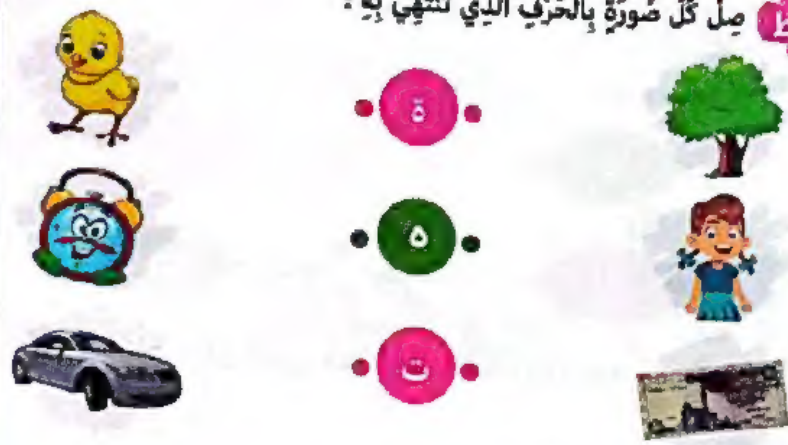 صِلْ كُلَّ صُورَةٍ بِالْحَرْفِ الَّذِي تَنْتَهِي بِهِ :
ة
ه
ت